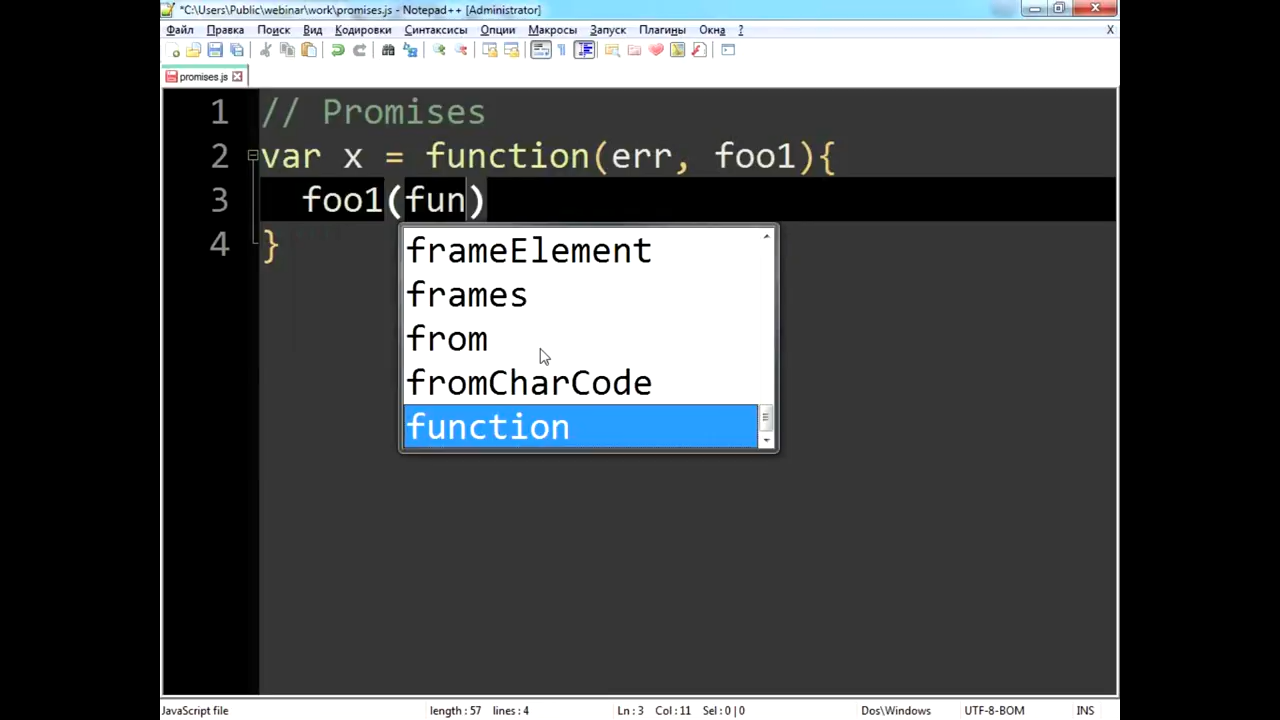 *C:\Users\Public\webinar\work\promises.js - Notepad++ [Administrator]
Файл Правка Поиск Вид Кодировки Синтаксисы Опции Макросы Запуск Плагины Окна ?
X
promises.js
1 // Promises
2 var x = function(err, foo1){
3 foo1(fun)
4 }
frameElement
frames
from
fromCharCode
function
JavaScript file length : 57 lines : 4 Ln : 3 Col : 11 Sel : 0 | 0 Dos\Windows UTF-8-BOM INS